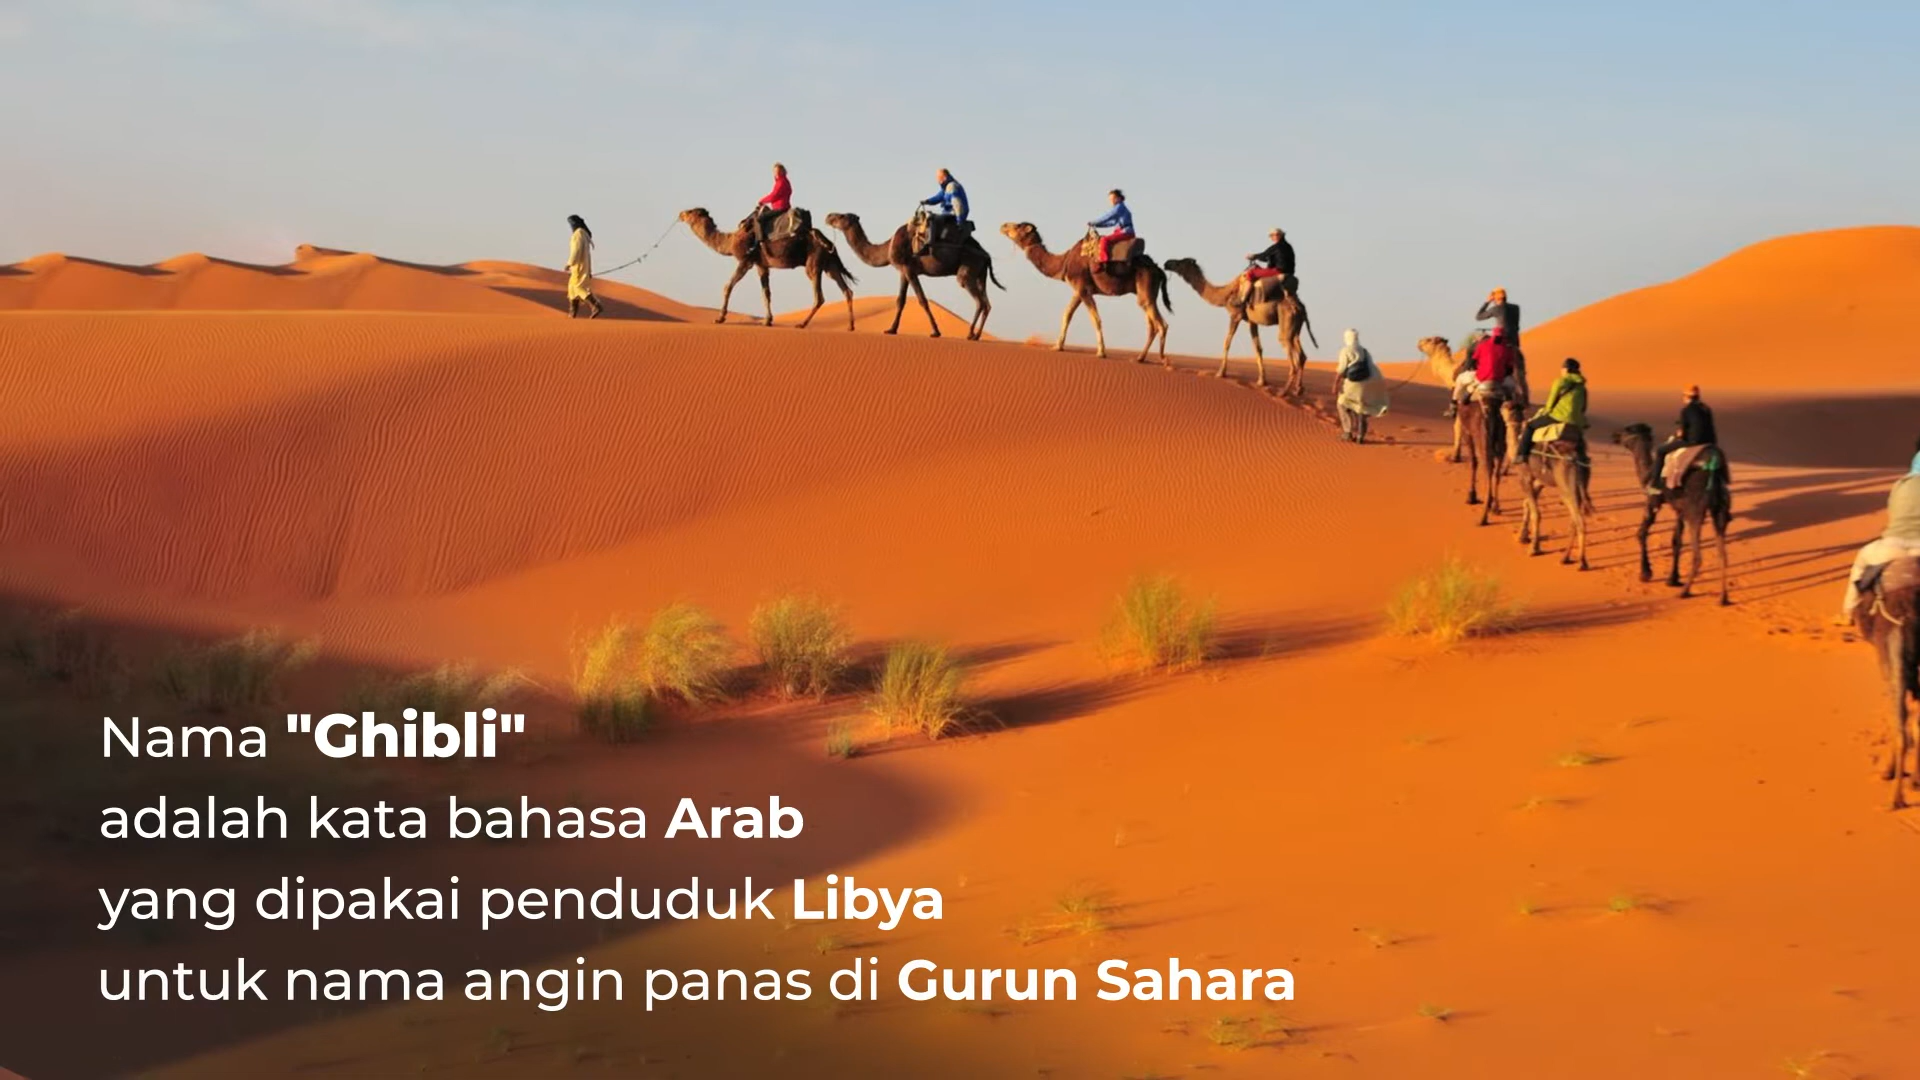 Nama "Ghibli"
adalah kata bahasa Arab
yang dipakai penduduk Libya
untuk nama angin panas di Gurun Sahara